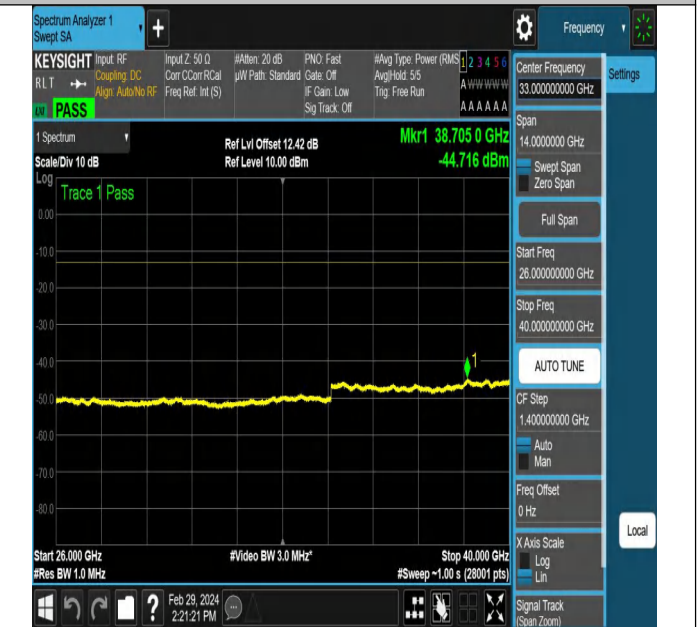 Spectrum Analyzer 1
Swept SA
+
Frequency
KEYSIGHT
RLT
PASS
Input: RF
Coupling: DC
Align: Auto/No RF
Input Z: 50 Ω
Corr CCorr RCal
Freq Ref: Int (S)
#Atten: 20 dB
µW Path: Standard
PNO: Fast
Gate: Off
IF Gain: Low
Sig Track: Off
#Avg Type: Power (RMS
Avg|Hold: 5/5
Trig: Free Run
1 2 3 4 5 6
A W W W W W
A A A A A A
Center Frequency
33.000000000 GHz
Settings
1 Spectrum
Scale/Div 10 dB
Ref Lvl Offset 12.42 dB
Ref Level 10.00 dBm
Mkr1 38.705 0 GHz
-44.716 dBm
Span
14.0000000 GHz
Swept Span
Zero Span
Full Span
Start Freq
26.000000000 GHz
Stop Freq
40.000000000 GHz
AUTO TUNE
CF Step
1.400000000 GHz
Auto
Man
Freq Offset
0 Hz
X Axis Scale
Log
Lin
Signal Track
(Span Zoom)
Local
Log
Trace 1 Pass
0.00
-10.0
-20.0
-30.0
-40.0
-50.0
-60.0
-70.0
-80.0
1
Start 26.000 GHz
#Res BW 1.0 MHz
#Video BW 3.0 MHz*
Stop 40.000 GHz
#Sweep ~1.00 s (28001 pts)
?
Feb 29, 2024
2:21:21 PM